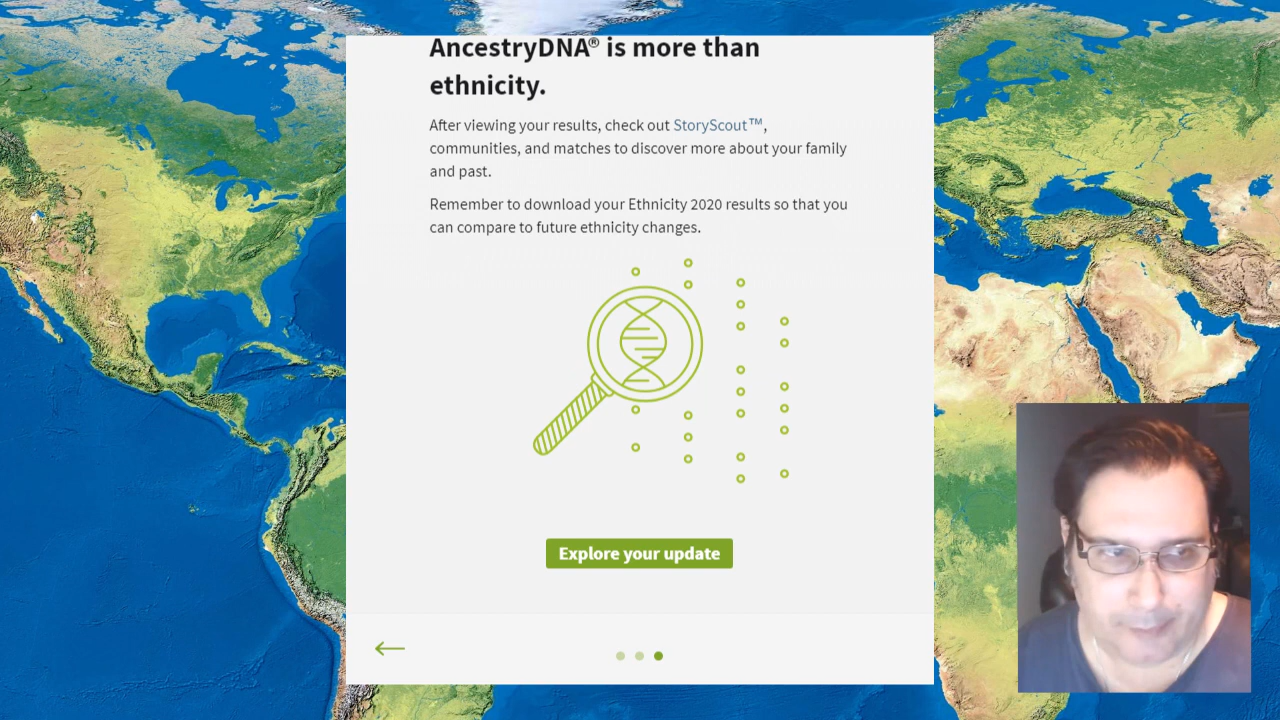 AncestryDNA® is more than
ethnicity.
After viewing your results, check out StoryScout™,
communities, and matches to discover more about your family
and past.
Remember to download your Ethnicity 2020 results so that you
can compare to future ethnicity changes.
Explore your update